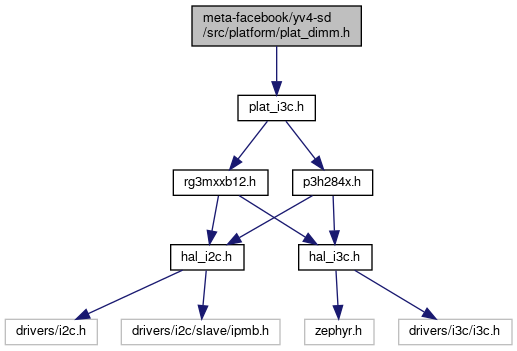 meta-facebook/yv4-sd
/src/platform/plat_dimm.h
plat_i3c.h
rg3mxxb12.h
p3h284x.h
hal_i2c.h
hal_i3c.h
drivers/i2c.h
drivers/i2c/slave/ipmb.h
zephyr.h
drivers/i3c/i3c.h